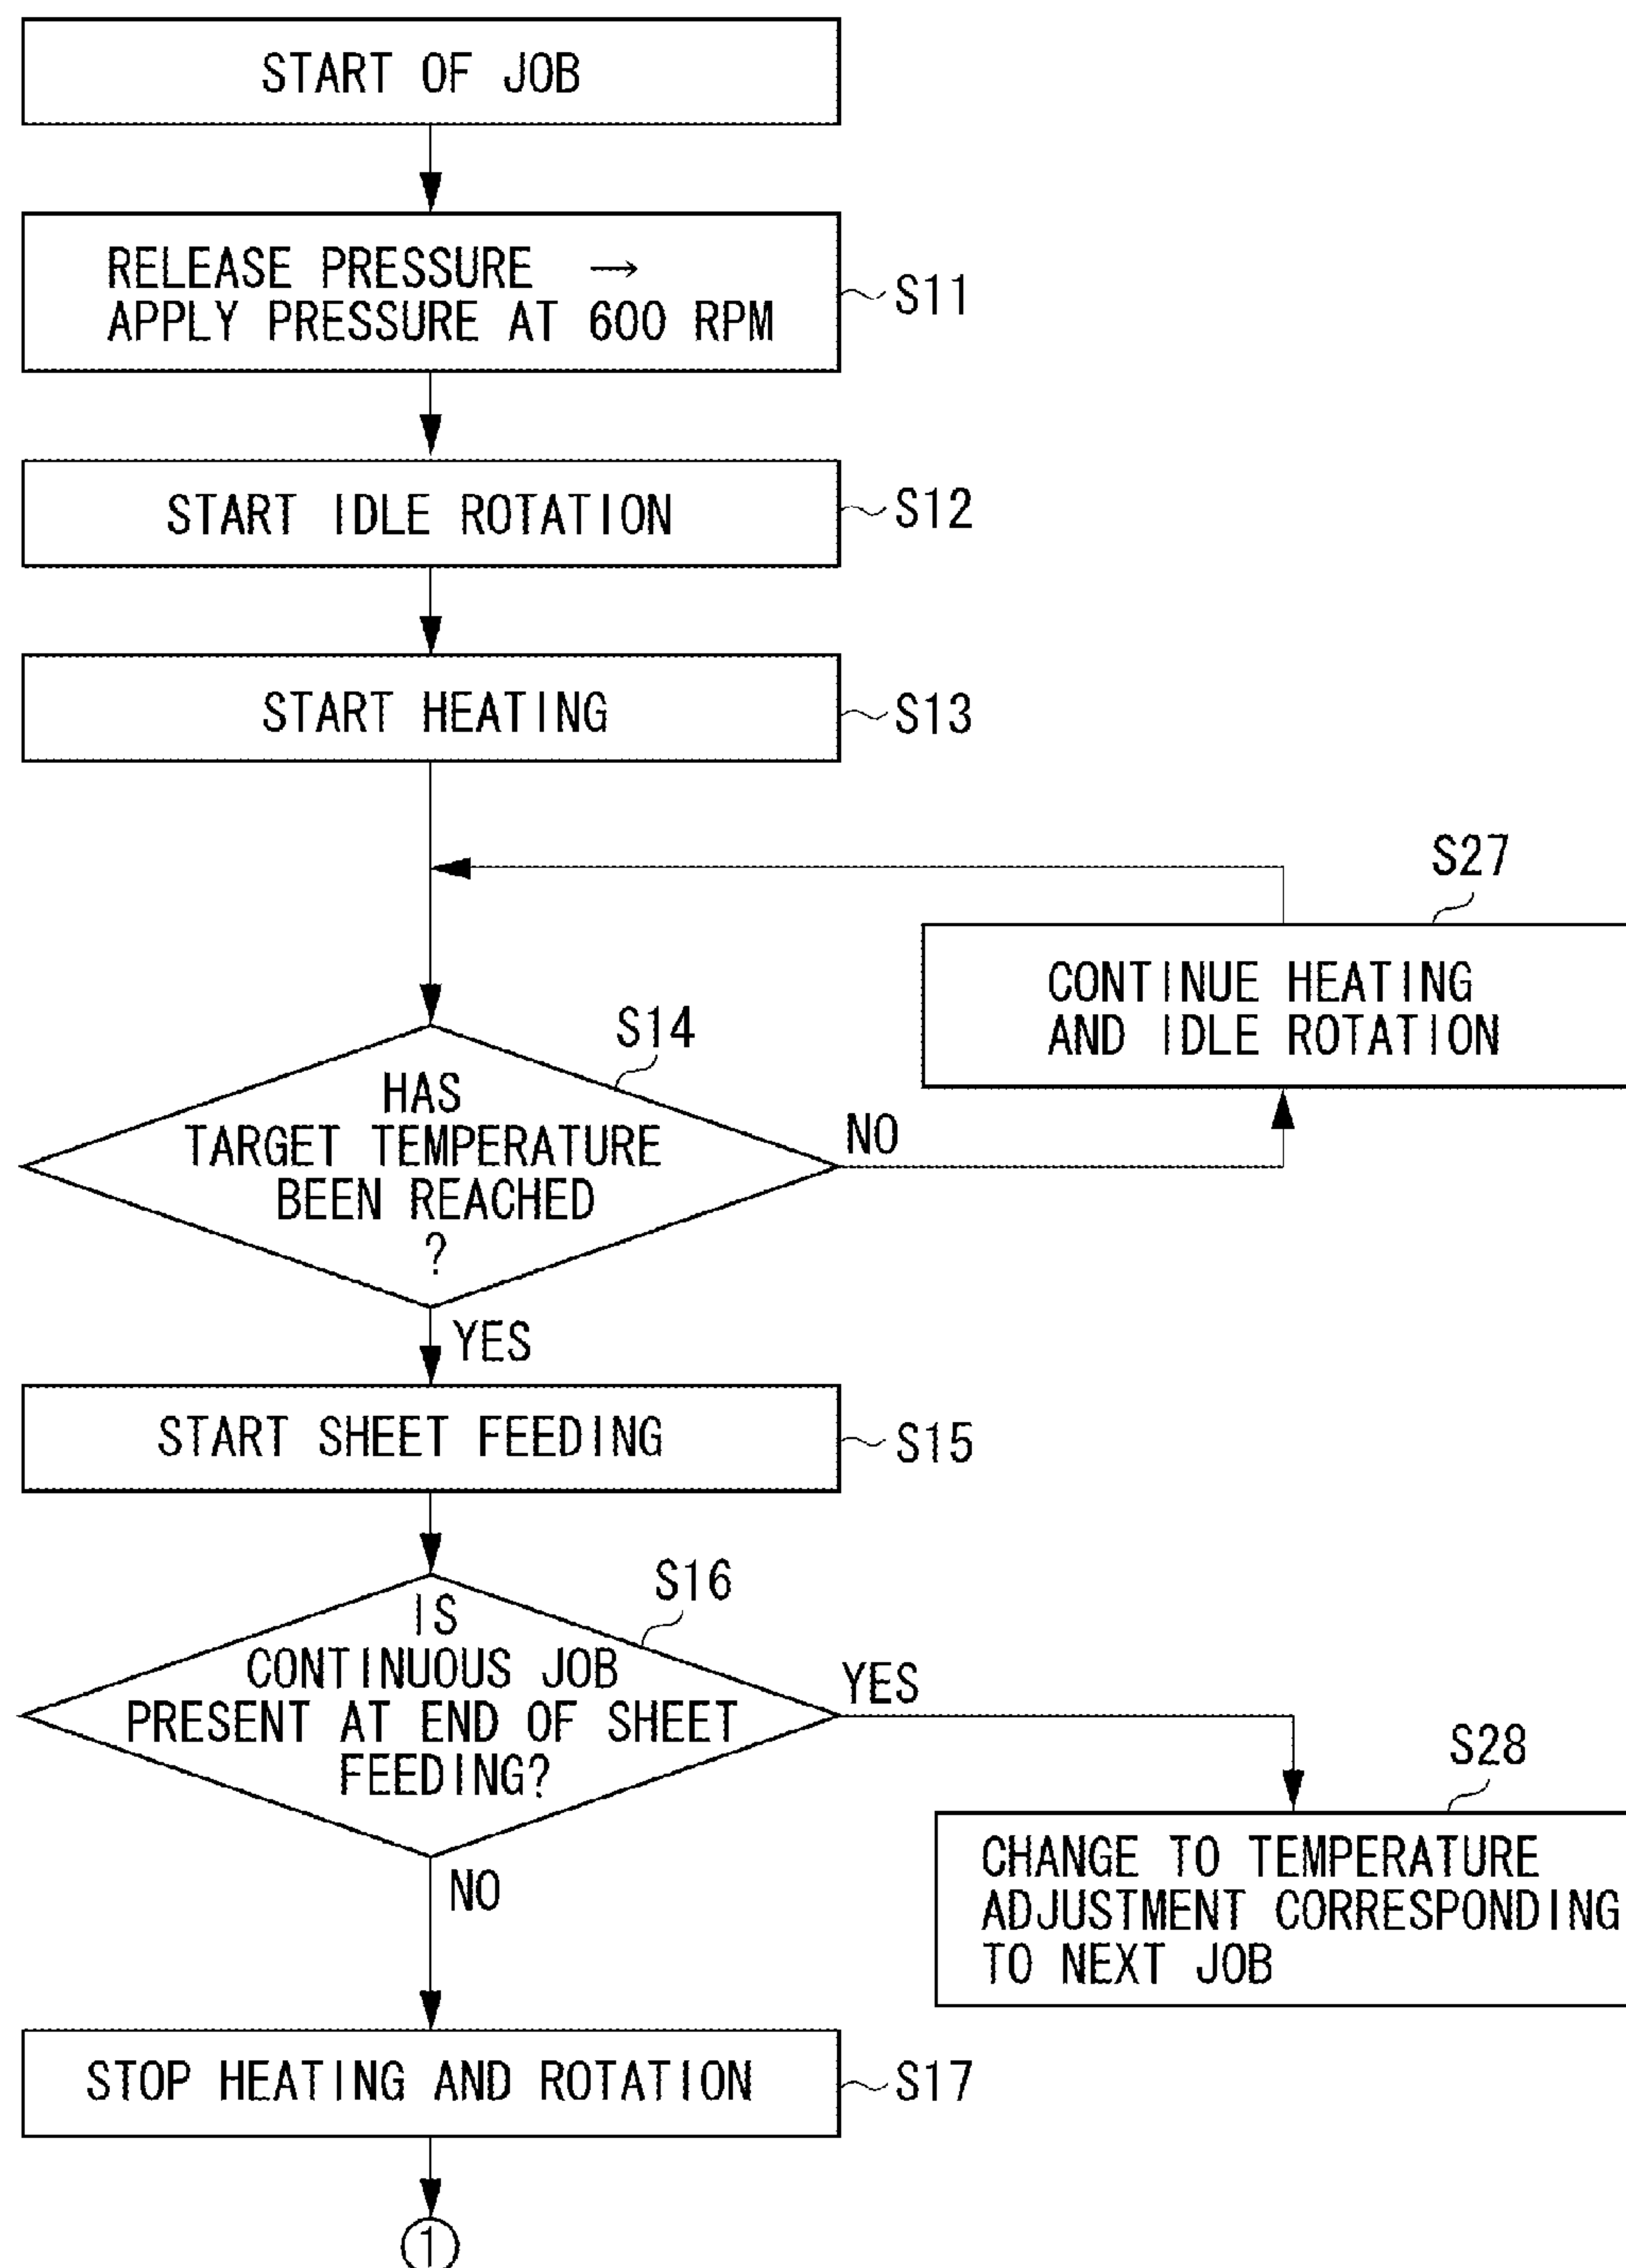 START OF JOB
RELEASE PRESSURE →
APPLY PRESSURE AT 600 RPM
S11
START IDLE ROTATION
S12
START HEATING
S13
S27
CONTINUE HEATING
AND IDLE ROTATION
S14
HAS
TARGET TEMPERATURE
BEEN REACHED
?
NO
YES
START SHEET FEEDING
S15
S16
IS
CONTINUOUS JOB
PRESENT AT END OF SHEET
FEEDING?
YES
NO
S28
CHANGE TO TEMPERATURE
ADJUSTMENT CORRESPONDING
TO NEXT JOB
STOP HEATING AND ROTATION
S17
1